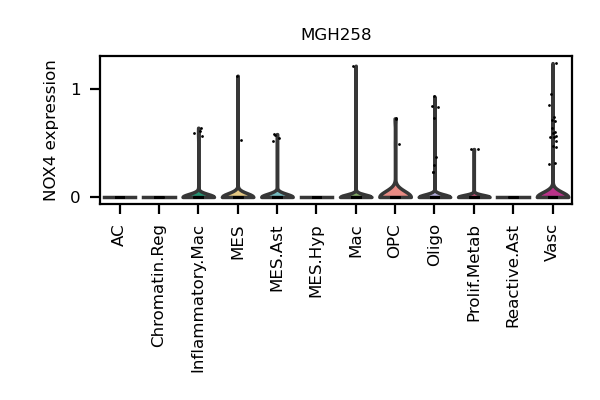 MGH258
NOX4 expression
1
0
AC
Chromatin.Reg
Inflammatory.Mac
MES
MES.Ast
MES.Hyp
Mac
OPC
Oligo
Prolif.Metab
Reactive.Ast
Vasc